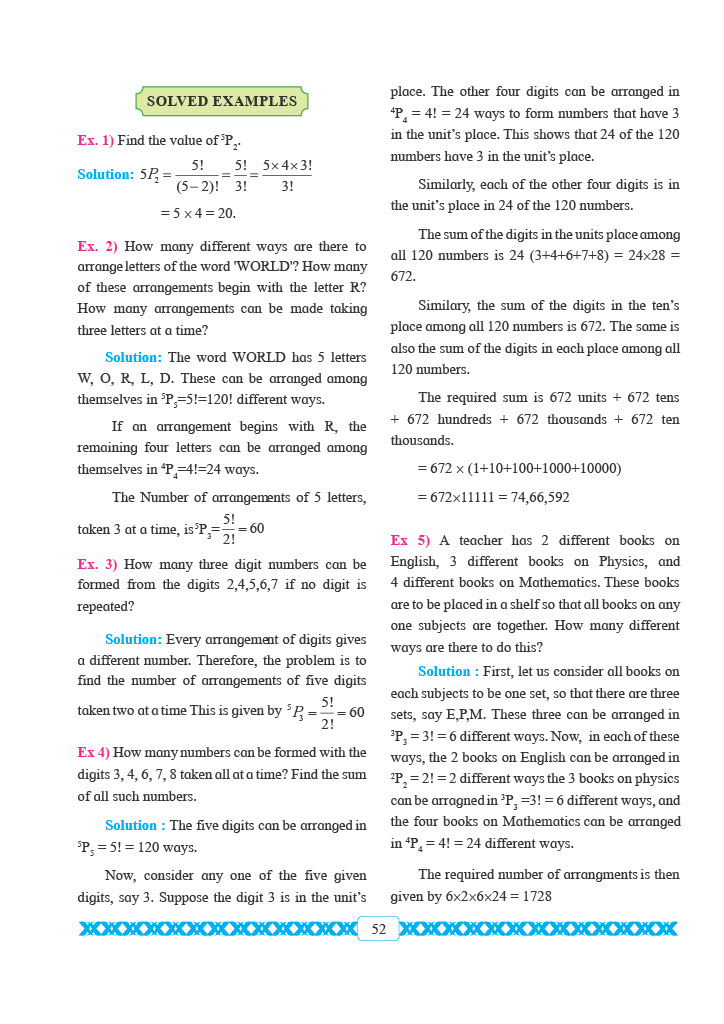 SOLVED EXAMPLES
Ex. 1) Find the value of ⁵P₂.
Solution: 5P₂ = 5!/(5−2)! = 5!/3! = 5×4×3!/3!
= 5 × 4 = 20.
Ex. 2) How many different ways are there to
arrange letters of the word 'WORLD'? How many
of these arrangements begin with the letter R?
How many arrangements can be made taking
three letters at a time?
Solution: The word WORLD has 5 letters
W, O, R, L, D. These can be arranged among
themselves in ⁵P₅=5!=120! different ways.
If an arrangement begins with R, the
remaining four letters can be arranged among
themselves in ⁴P₄=4!=24 ways.
The Number of arrangements of 5 letters,
taken 3 at a time, is ⁵P₃= 5!/2! = 60
Ex. 3) How many three digit numbers can be
formed from the digits 2,4,5,6,7 if no digit is
repeated?
Solution: Every arrangement of digits gives
a different number. Therefore, the problem is to
find the number of arrangements of five digits
taken two at a time This is given by ⁵P₃ = 5!/2! = 60
Ex 4) How many numbers can be formed with the
digits 3, 4, 6, 7, 8 taken all at a time? Find the sum
of all such numbers.
Solution : The five digits can be arranged in
⁵P₅ = 5! = 120 ways.
Now, consider any one of the five given
digits, say 3. Suppose the digit 3 is in the unit’s
place. The other four digits can be arranged in
⁴P₄ = 4! = 24 ways to form numbers that have 3
in the unit’s place. This shows that 24 of the 120
numbers have 3 in the unit’s place.
Similarly, each of the other four digits is in
the unit’s place in 24 of the 120 numbers.
The sum of the digits in the units place among
all 120 numbers is 24 (3+4+6+7+8) = 24×28 =
672.
Similary, the sum of the digits in the ten’s
place among all 120 numbers is 672. The same is
also the sum of the digits in each place among all
120 numbers.
The required sum is 672 units + 672 tens
+ 672 hundreds + 672 thousands + 672 ten
thousands.
= 672 × (1+10+100+1000+10000)
= 672×11111 = 74,66,592
Ex 5) A teacher has 2 different books on
English, 3 different books on Physics, and
4 different books on Mathematics. These books
are to be placed in a shelf so that all books on any
one subjects are together. How many different
ways are there to do this?
Solution : First, let us consider all books on
each subjects to be one set, so that there are three
sets, say E,P,M. These three can be arranged in
³P₃ = 3! = 6 different ways. Now, in each of these
ways, the 2 books on English can be arranged in
²P₂ = 2! = 2 different ways the 3 books on physics
can be arragned in ³P₃ =3! = 6 different ways, and
the four books on Mathematics can be arranged
in ⁴P₄ = 4! = 24 different ways.
The required number of arrangments is then
given by 6×2×6×24 = 1728
52